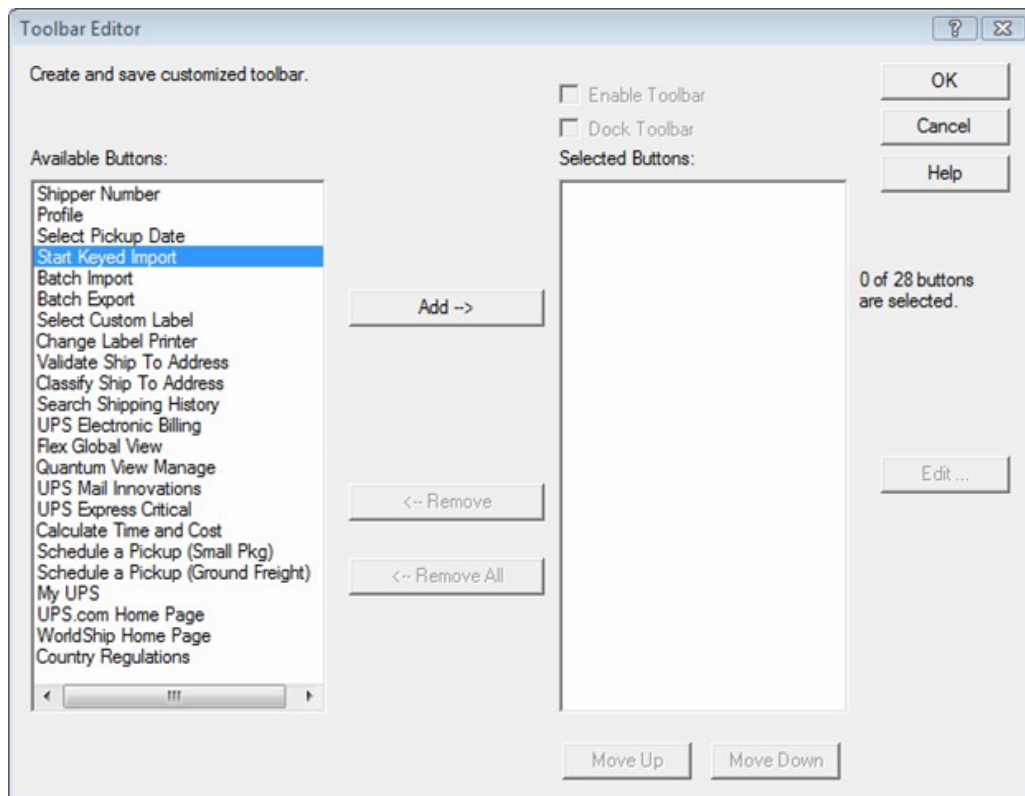 Toolbar Editor
Create and save customized toolbar.
Enable Toolbar
Dock Toolbar
OK
Cancel
Help
Available Buttons:
Shipper Number
Profile
Select Pickup Date
Start Keyed Import
Batch Import
Batch Export
Select Custom Label
Change Label Printer
Validate Ship To Address
Classify Ship To Address
Search Shipping History
UPS Electronic Billing
Flex Global View
Quantum View Manage
UPS Mail Innovations
UPS Express Critical
Calculate Time and Cost
Schedule a Pickup (Small Pkg)
Schedule a Pickup (Ground Freight)
My UPS
UPS.com Home Page
WorldShip Home Page
Country Regulations
Add -->
<-- Remove
<-- Remove All
Selected Buttons:
0 of 28 buttons
are selected.
Edit ...
Move Up
Move Down